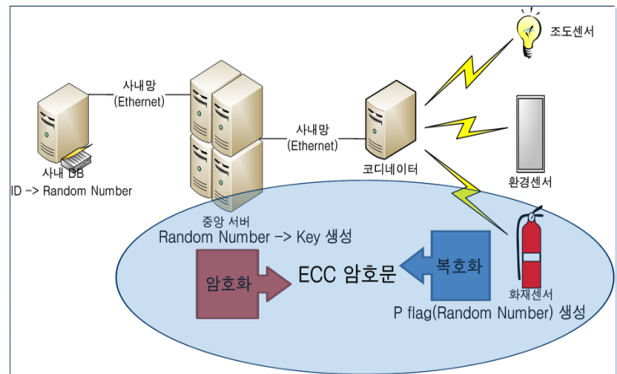 조도센서
사내망
(Ethernet)
사내망
(Ethernet)
사내 DB
ID -> Random Number
코디네이터
환경센서
중앙 서버
Random Number -> Key 생성
암호화
ECC 암호문
복호화
화재센서
P flag(Random Number) 생성